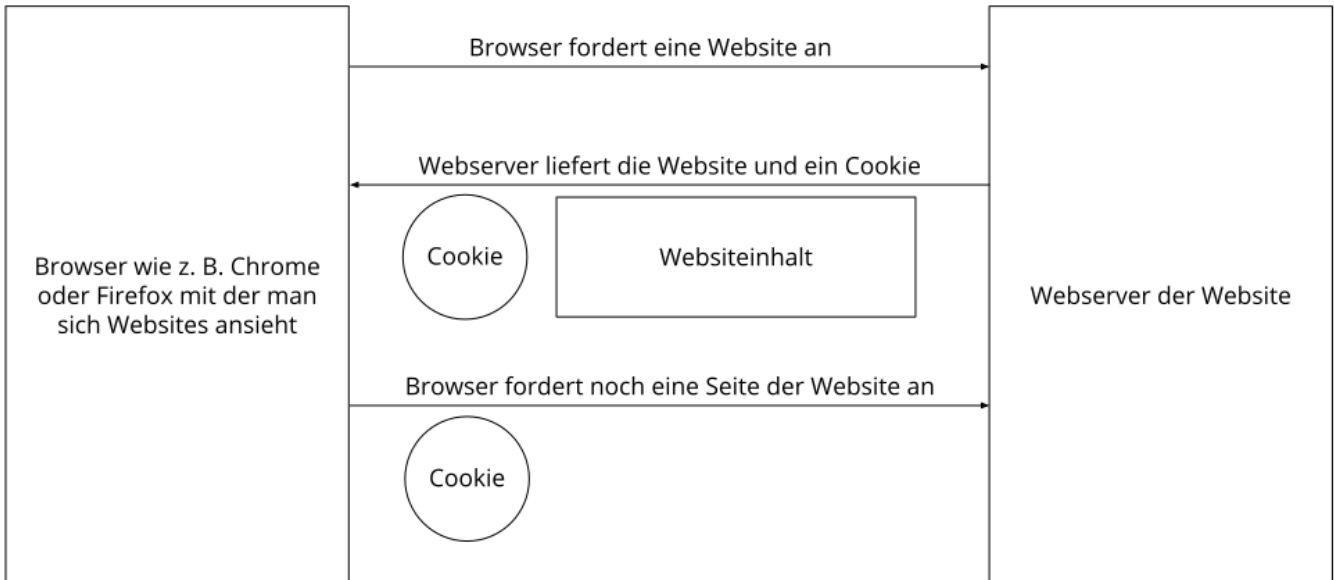 Browser fordert eine Website an
Webserver liefert die Website und ein Cookie
Cookie
Websiteinhalt
Browser wie z. B. Chrome
oder Firefox mit der man
sich Websites ansieht
Webserver der Website
Browser fordert noch eine Seite der Website an
Cookie